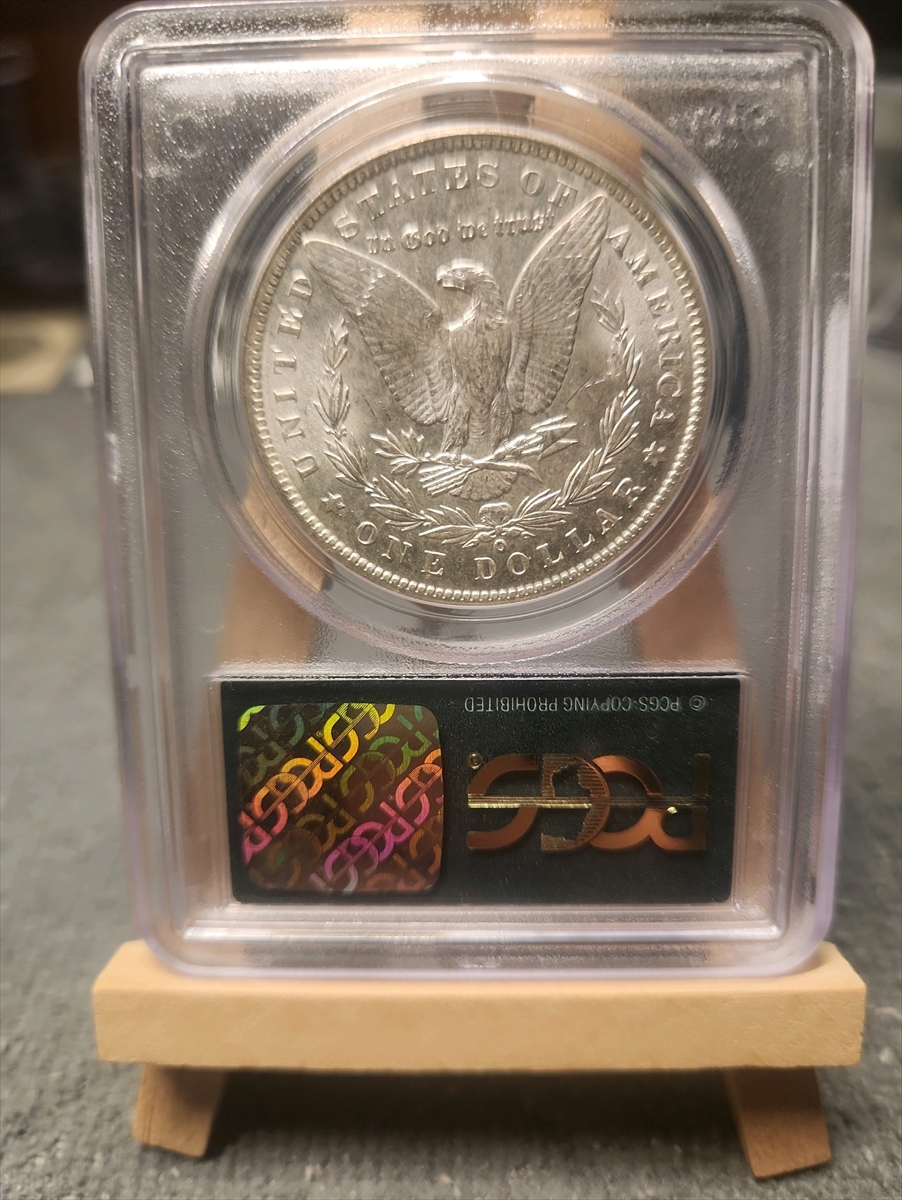 UNITED STATES OF AMERICA
In God we trust
O
ONE DOLLAR
© PCGS-COPYING PROHIBITED
PCGS